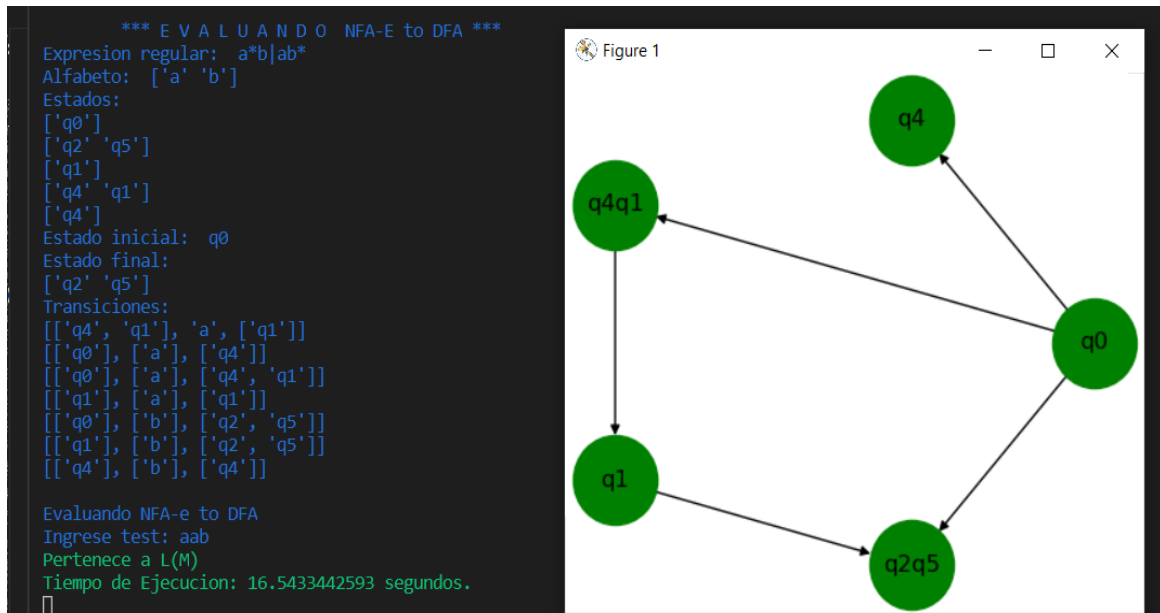 *** E V A L U A N D O  NFA-E to DFA ***
Expresion regular:  a*b|ab*
Alfabeto:  ['a' 'b']
Estados:
['q0']
['q2' 'q5']
['q1']
['q4' 'q1']
['q4']
Estado inicial:  q0
Estado final:
['q2' 'q5']
Transiciones:
[['q4', 'q1'], 'a', ['q1']]
[['q0'], ['a'], ['q4']]
[['q0'], ['a'], ['q4', 'q1']]
[['q1'], ['a'], ['q1']]
[['q0'], ['b'], ['q2', 'q5']]
[['q1'], ['b'], ['q2', 'q5']]
[['q4'], ['b'], ['q4']]
Evaluando NFA-e to DFA
Ingrese test: aab
Pertenece a L(M)
Tiempo de Ejecucion: 16.5433442593 segundos.
Figure 1
q4
q4q1
q0
q1
q2q5